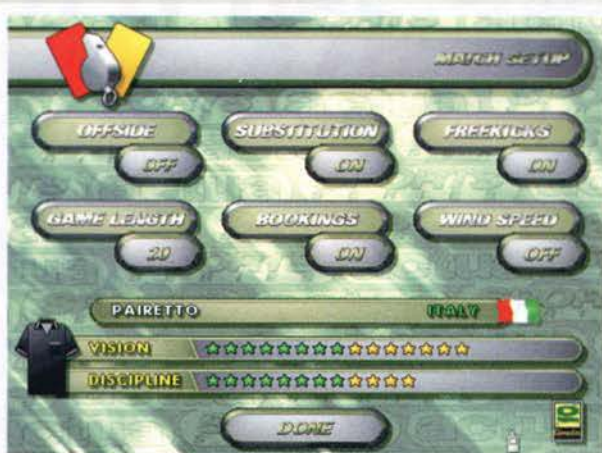 MATCH SETUP
OFFSIDE SUBSTITUTION FREEKICKS
OFF ON ON
GAME LENGTH BOOKINGS WIND SPEED
20 ON OFF
PAIRETTO ITALY
VISION
DISCIPLINE
DONE